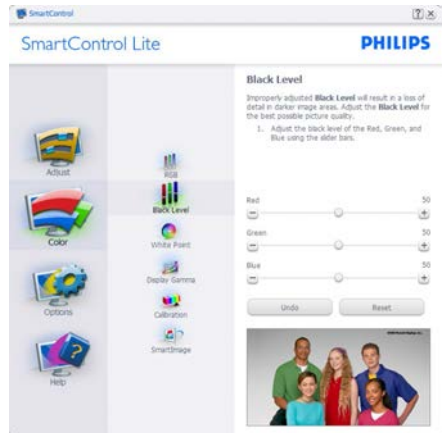 SmartControl
SmartControl Lite
PHILIPS
Adjust
Color
Options
Help
RGB
Black Level
White Point
Display Gamma
Calibration
SmartImage
Black Level
Improperly adjusted Black Level will result in a loss of
detail in darker image areas. Adjust the Black Level for
the best possible picture quality.
1. Adjust the black level of the Red, Green, and
Blue using the slider bars.
Red 50
Green 50
Blue 50
Undo Reset